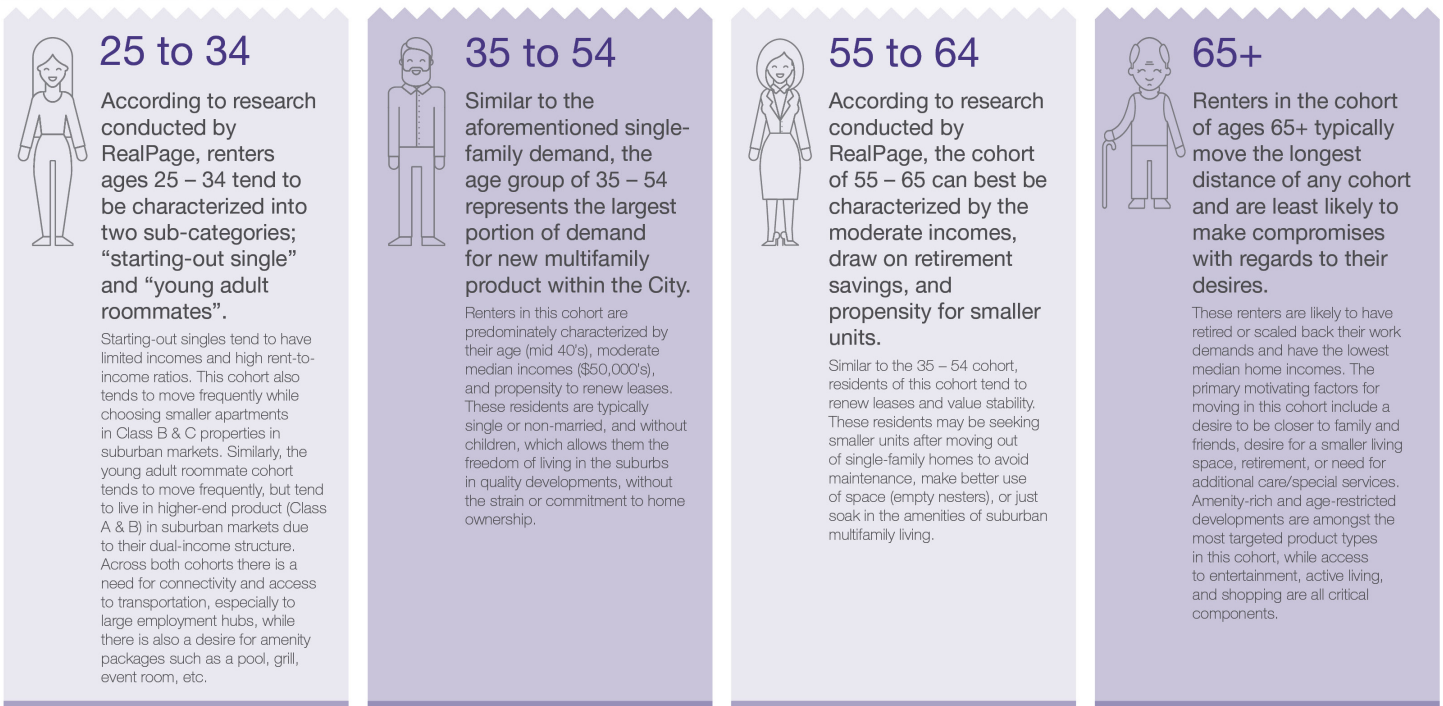 25 to 34
According to research
conducted by
RealPage, renters
ages 25 – 34 tend to
be characterized into
two sub-categories;
“starting-out single”
and “young adult
roommates”.
Starting-out singles tend to have
limited incomes and high rent-to-
income ratios. This cohort also
tends to move frequently while
choosing smaller apartments
in Class B & C properties in
suburban markets. Similarly, the
young adult roommate cohort
tends to move frequently, but tend
to live in higher-end product (Class
A & B) in suburban markets due
to their dual-income structure.
Across both cohorts there is a
need for connectivity and access
to transportation, especially to
large employment hubs, while
there is also a desire for amenity
packages such as a pool, grill,
event room, etc.
35 to 54
Similar to the
aforementioned single-
family demand, the
age group of 35 – 54
represents the largest
portion of demand
for new multifamily
product within the City.
Renters in this cohort are
predominately characterized by
their age (mid 40's), moderate
median incomes ($50,000's),
and propensity to renew leases.
These residents are typically
single or non-married, and without
children, which allows them the
freedom of living in the suburbs
in quality developments, without
the strain or commitment to home
ownership.
55 to 64
According to research
conducted by
RealPage, the cohort
of 55 – 65 can best be
characterized by the
moderate incomes,
draw on retirement
savings, and
propensity for smaller
units.
Similar to the 35 – 54 cohort,
residents of this cohort tend to
renew leases and value stability.
These residents may be seeking
smaller units after moving out
of single-family homes to avoid
maintenance, make better use
of space (empty nesters), or just
soak in the amenities of suburban
multifamily living.
65+
Renters in the cohort
of ages 65+ typically
move the longest
distance of any cohort
and are least likely to
make compromises
with regards to their
desires.
These renters are likely to have
retired or scaled back their work
demands and have the lowest
median home incomes. The
primary motivating factors for
moving in this cohort include a
desire to be closer to family and
friends, desire for a smaller living
space, retirement, or need for
additional care/special services.
Amenity-rich and age-restricted
developments are amongst the
most targeted product types
in this cohort, while access
to entertainment, active living,
and shopping are all critical
components.